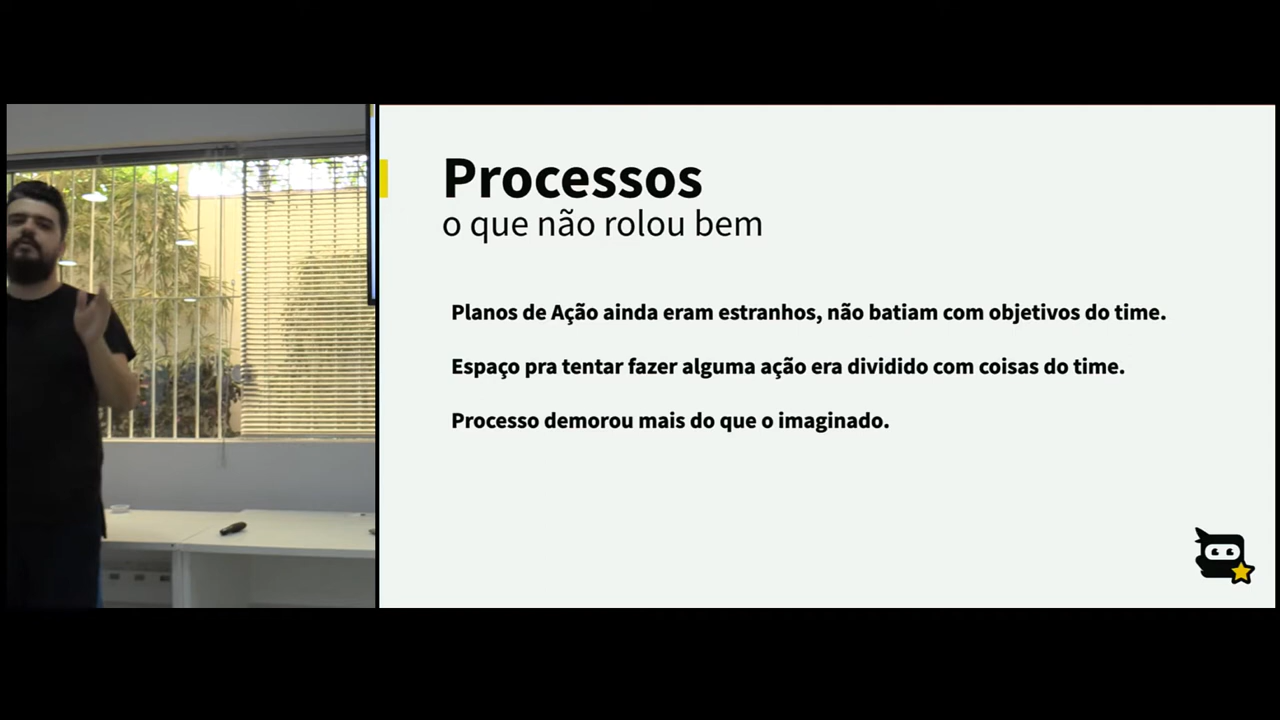 Processos
o que não rolou bem
Planos de Ação ainda eram estranhos, não batiam com objetivos do time.
Espaço pra tentar fazer alguma ação era dividido com coisas do time.
Processo demorou mais do que o imaginado.